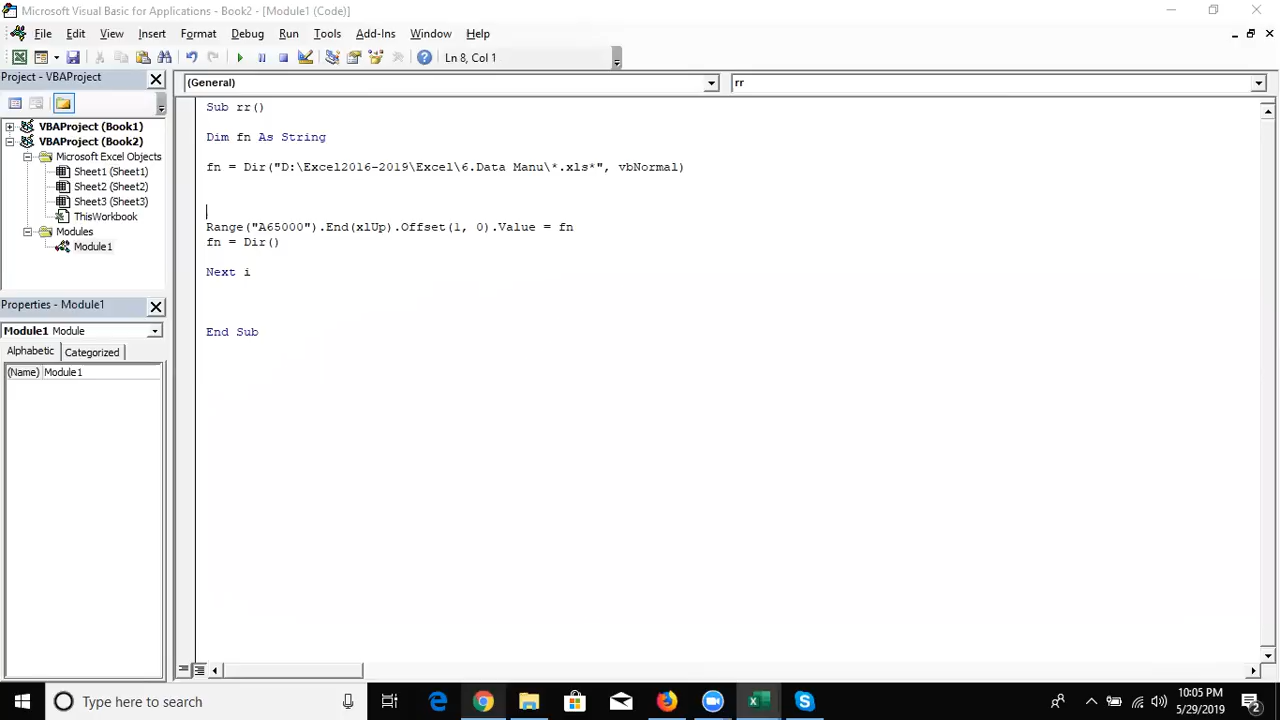 Microsoft Visual Basic for Applications - Book2 - [Module1 (Code)]
File Edit View Insert Format Debug Run Tools Add-Ins Window Help
Ln 8, Col 1
Project - VBAProject
(General)
rr
VBAProject (Book1)
VBAProject (Book2)
Microsoft Excel Objects
Sheet1 (Sheet1)
Sheet2 (Sheet2)
Sheet3 (Sheet3)
ThisWorkbook
Modules
Module1
Properties - Module1
Module1 Module
Alphabetic Categorized
(Name) Module1
Sub rr()
Dim fn As String
fn = Dir("D:\Excel2016-2019\Excel\6.Data Manu\*.xls*", vbNormal)
Range("A65000").End(xlUp).Offset(1, 0).Value = fn
fn = Dir()
Next i
End Sub
Type here to search
10:05 PM
5/29/2019
2